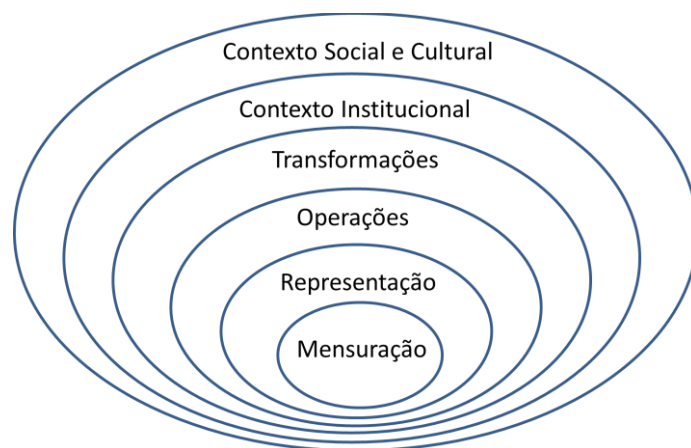 Contexto Social e Cultural
Contexto Institucional
Transformações
Operações
Representação
Mensuração